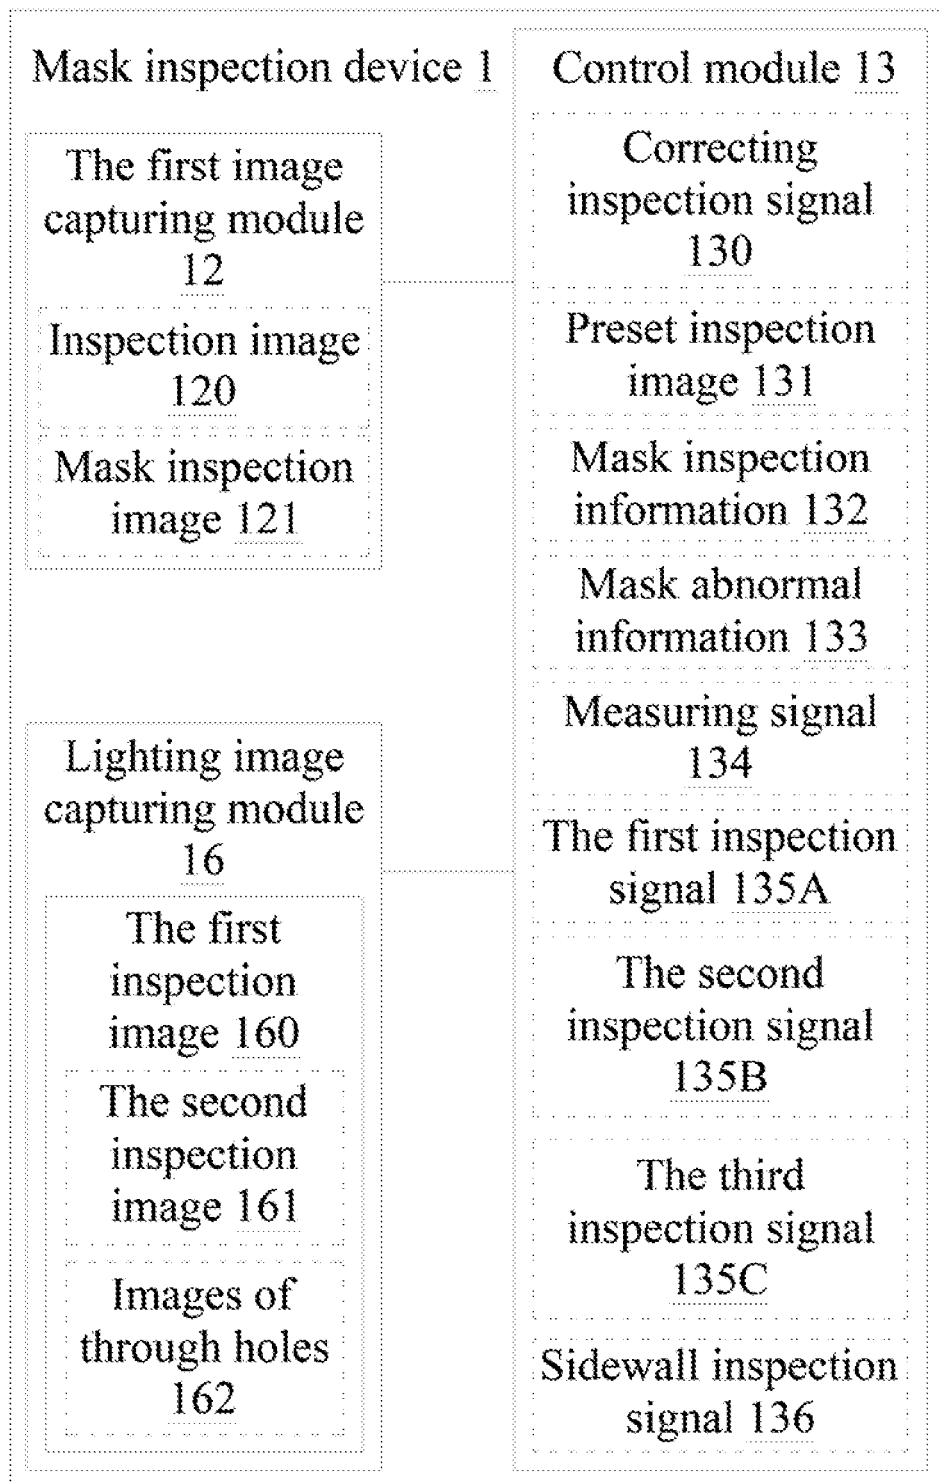 Mask inspection device 1
The first image
capturing module
12
Inspection image
120
Mask inspection
image 121
Lighting image
capturing module
16
The first
inspection
image 160
The second
inspection
image 161
Images of
through holes
162
Control module 13
Correcting
inspection signal
130
Preset inspection
image 131
Mask inspection
information 132
Mask abnormal
information 133
Measuring signal
134
The first inspection
signal 135A
The second
inspection signal
135B
The third
inspection signal
135C
Sidewall inspection
signal 136